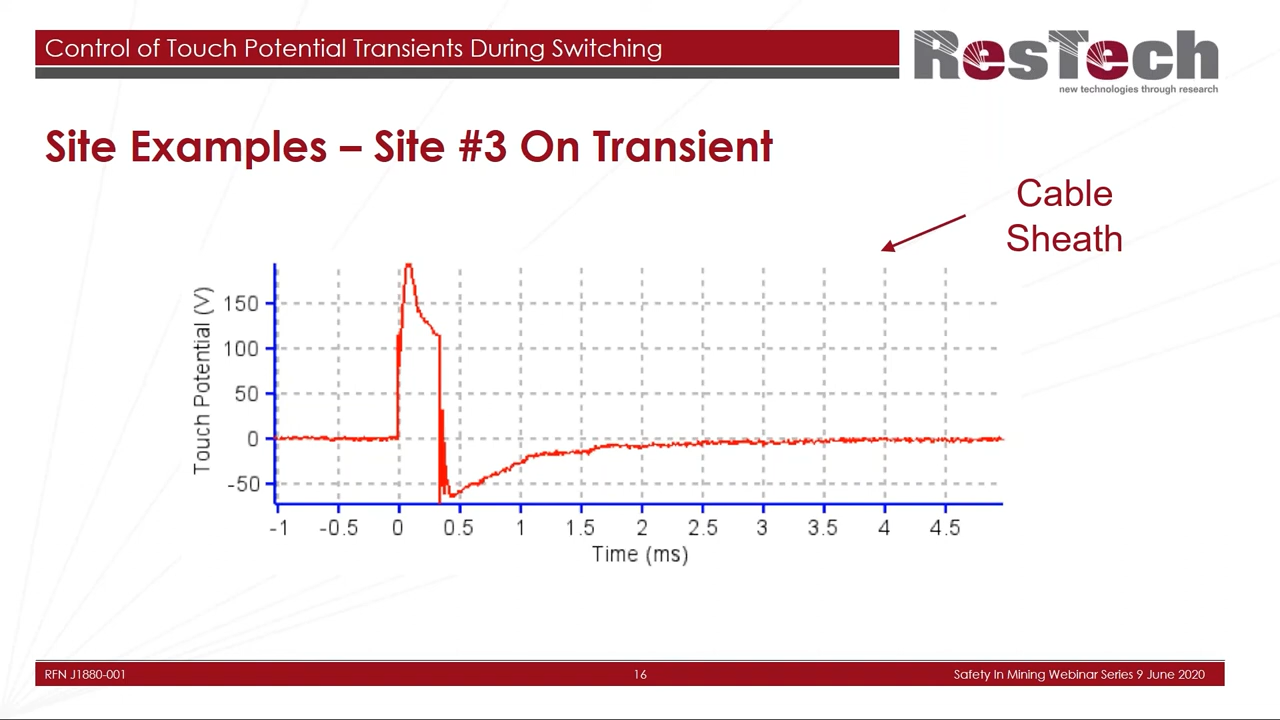 Control of Touch Potential Transients During Switching
ResTech
new technologies through research
Site Examples – Site #3 On Transient
Cable
Sheath
Touch Potential (V)
150
100
50
0
-50
-1 -0.5 0 0.5 1 1.5 2 2.5 3 3.5 4 4.5
Time (ms)
RFN J1880-001 16 Safety In Mining Webinar Series 9 June 2020